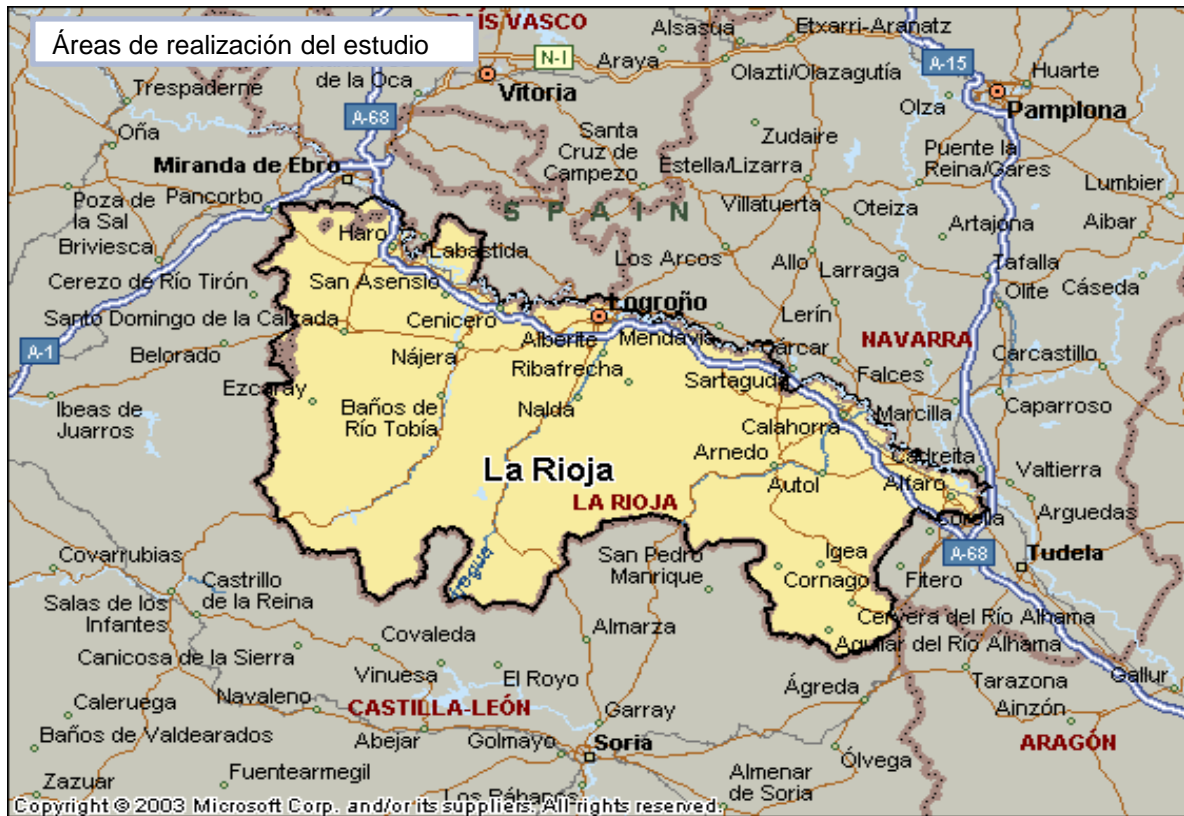 Áreas de realización del estudio
PAÍS VASCO
Alsasua
Etxarri-Aranatz
N-I
Araya
Olazti/Olazagutía
A-15
Huarte
de la Oca
Vitoria
Trespaderne
A-68
Olza
Pamplona
Oña
Santa
Cruz de
Campezo
Zudaire
Puente la
Reina/Gares
Miranda de Ebro
Estella/Lizarra
Lumbier
Poza de
la Sal
Pancorbo
SPAIN
Villatuerta
Oteiza
Artajona
Aibar
Briviesca
Haro
Labastida
Los Arcos
Allo
Larraga
Tafalla
Cerezo de Río Tirón
San Asensio
Olite
Cáseda
Logroño
Lerín
Santo Domingo de la Calzada
Cenicero
Alberite
Mendavia
Cárcar
NAVARRA
A-1
Belorado
Nájera
Ribafrecha
Sartaguda
Falces
Carcastillo
Ezcaray
Ibeas de
Juarros
Baños de
Río Tobía
Nalda
Marcilla
Caparroso
Calahorra
Arnedo
Cadreita
Valtierra
La Rioja
LA RIOJA
Autol
Alfaro
Arguedas
Corella
Covarrubias
San Pedro
Manrique
Igea
A-68
Tudela
Castrillo
de la Reina
Cornago
Fitero
Salas de los
Infantes
Cervera del Río Alhama
Covaleda
Almarza
Aguilar del Río Alhama
Canicosa de la Sierra
Vinuesa
El Royo
Tarazona
Gallur
Caleruega
Navaleno
CASTILLA-LEÓN
Garray
Ágreda
Ainzón
Baños de Valdearados
Abejar
Golmayo
Soria
Ólvega
ARAGÓN
Zazuar
Fuentearmegil
Almenar
de Soria
Los Rábanos
Copyright © 2003 Microsoft Corp. and/or its suppliers. All rights reserved.